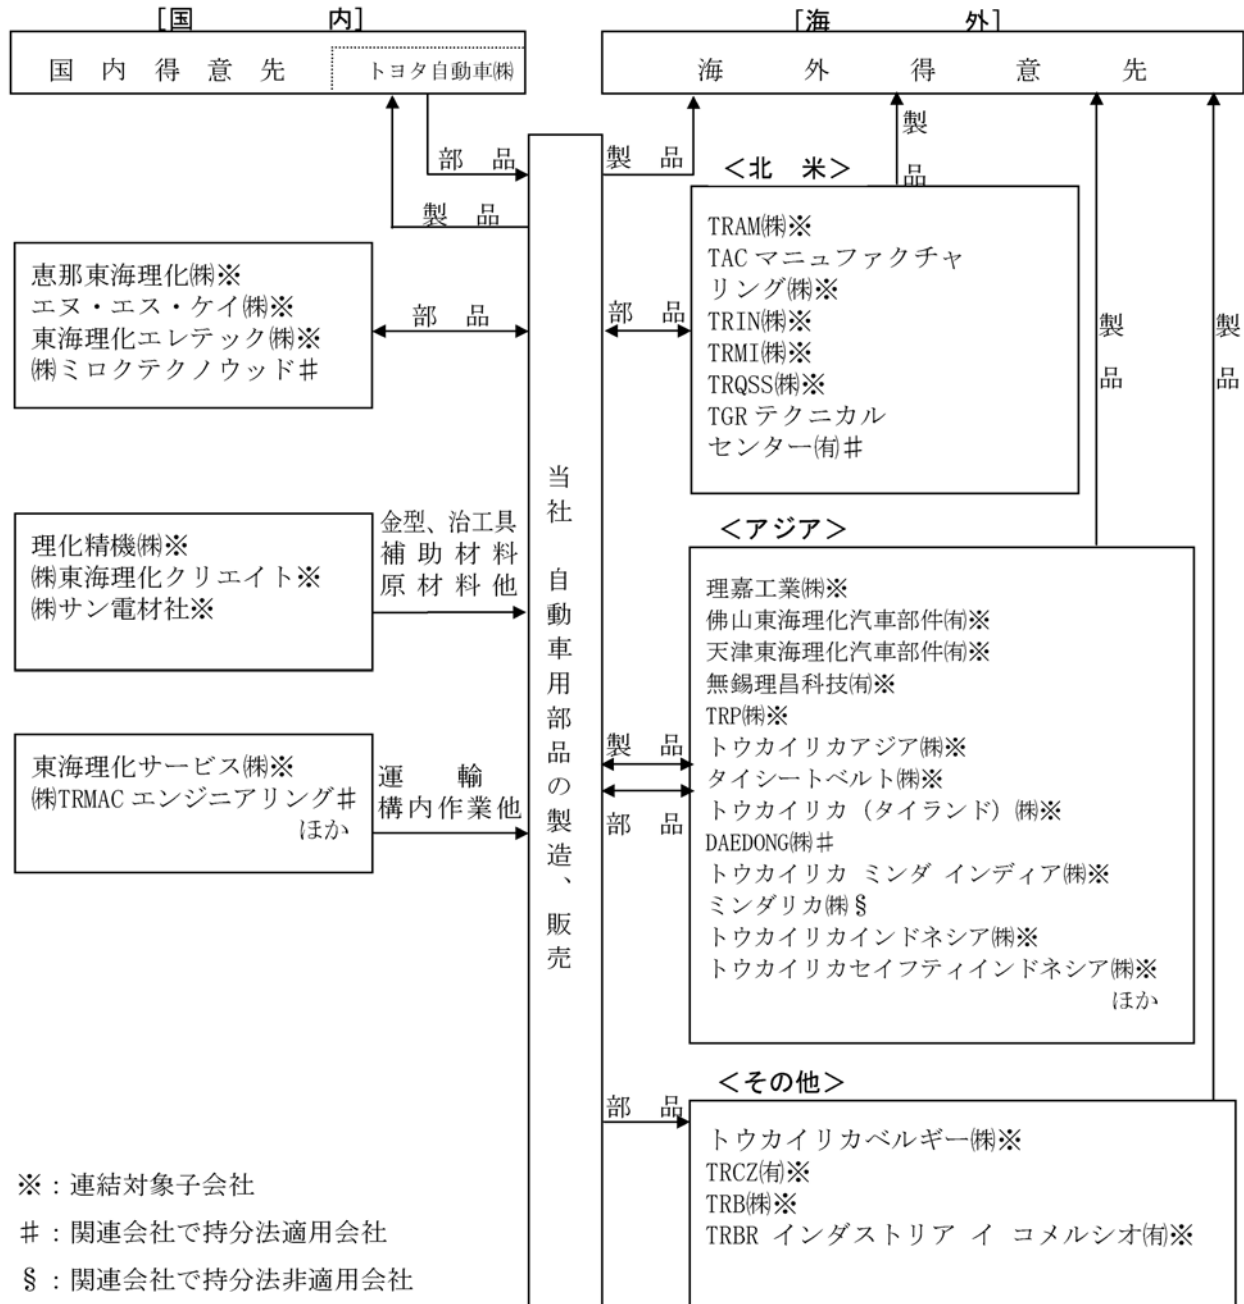 [国　　　内]
国 内 得 意 先
トヨタ自動車㈱
部 品
製 品
恵那東海理化㈱※
エヌ・エス・ケイ㈱※
東海理化エレテック㈱※
㈱ミロクテクノウッド＃
部 品
理化精機㈱※
㈱東海理化クリエイト※
㈱サン電材社※
金型、治工具
補助材料
原材料他
東海理化サービス㈱※
㈱TRMACエンジニアリング＃
ほか
運 輸
構内作業他
当社 自動車用部品の製造、販売
[海　　　外]
海 外 得 意 先
製 品
製品
製品
製品
＜北 米＞
TRAM㈱※
TACマニュファクチャ
リング㈱※
TRIN㈱※
TRMI㈱※
TRQSS㈱※
TGRテクニカル
センター㈲＃
部 品
＜アジア＞
理嘉工業㈱※
佛山東海理化汽車部件㈲※
天津東海理化汽車部件㈲※
無錫理昌科技㈲※
TRP㈱※
トウカイリカアジア㈱※
タイシートベルト㈱※
トウカイリカ（タイランド）㈱※
DAEDONG㈱＃
トウカイリカ ミンダ インディア㈱※
ミンダリカ㈱§
トウカイリカインドネシア㈱※
トウカイリカセイフティインドネシア㈱※
ほか
製 品
部 品
＜その他＞
トウカイリカベルギー㈱※
TRCZ㈲※
TRB㈱※
TRBR インダストリア イ コメルシオ㈲※
部 品
※：連結対象子会社
＃：関連会社で持分法適用会社
§：関連会社で持分法非適用会社